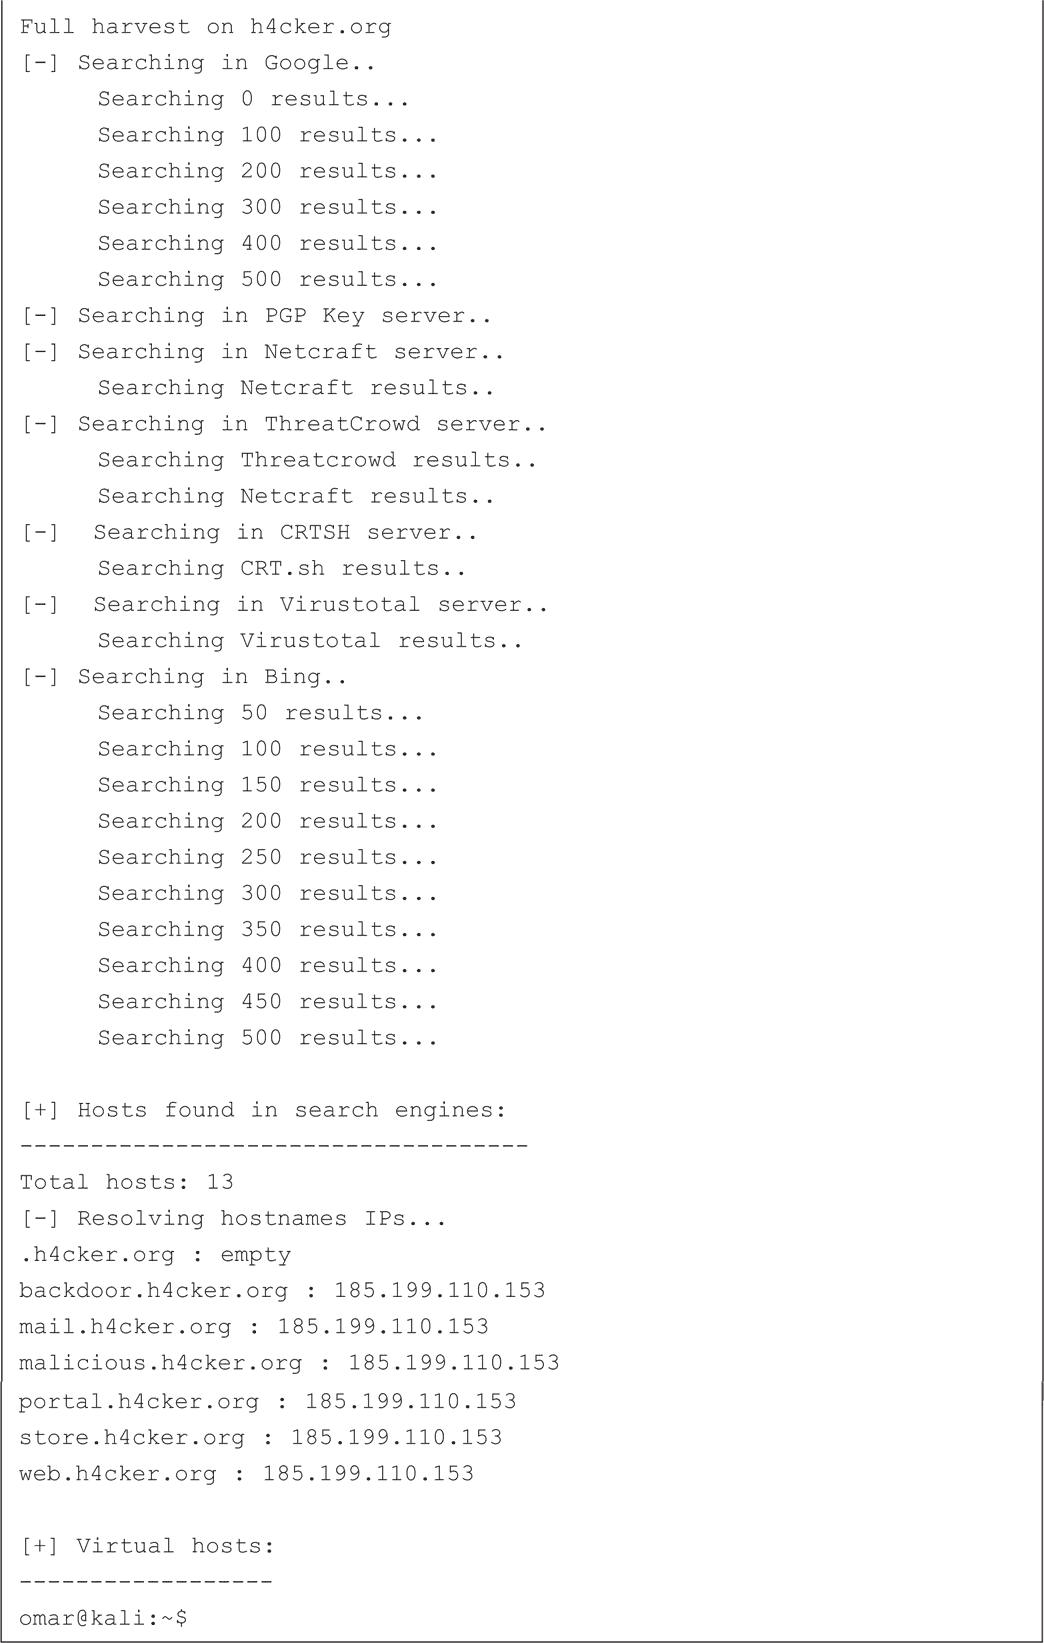 Full harvest on h4cker.org
[-] Searching in Google..
Searching 0 results...
Searching 100 results...
Searching 200 results...
Searching 300 results...
Searching 400 results...
Searching 500 results...
[-] Searching in PGP Key server..
[-] Searching in Netcraft server..
Searching Netcraft results..
[-] Searching in ThreatCrowd server..
Searching Threatcrowd results..
Searching Netcraft results..
[-]  Searching in CRTSH server..
Searching CRT.sh results..
[-]  Searching in Virustotal server..
Searching Virustotal results..
[-] Searching in Bing..
Searching 50 results...
Searching 100 results...
Searching 150 results...
Searching 200 results...
Searching 250 results...
Searching 300 results...
Searching 350 results...
Searching 400 results...
Searching 450 results...
Searching 500 results...
[+] Hosts found in search engines:
------------------------------------
Total hosts: 13
[-] Resolving hostnames IPs...
.h4cker.org : empty
backdoor.h4cker.org : 185.199.110.153
mail.h4cker.org : 185.199.110.153
malicious.h4cker.org : 185.199.110.153
portal.h4cker.org : 185.199.110.153
store.h4cker.org : 185.199.110.153
web.h4cker.org : 185.199.110.153
[+] Virtual hosts:
------------------
omar@kali:~$